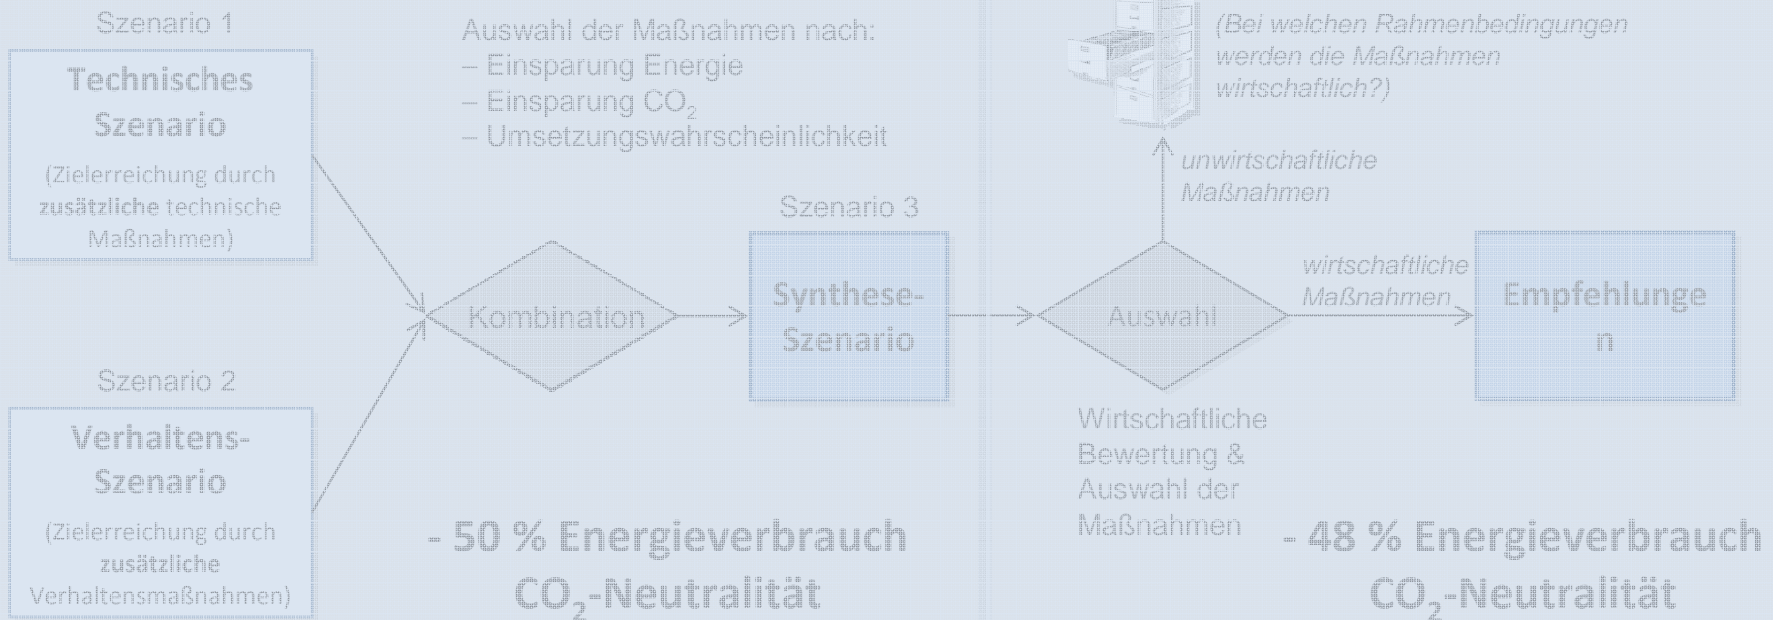 Szenario 1
Technisches
Szenario
(Zielerreichung durch
zusätzliche technische
Maßnahmen)
Szenario 2
Verhaltens-
Szenario
(Zielerreichung durch
zusätzliche
Verhaltensmaßnahmen)
Auswahl der Maßnahmen nach:
– Einsparung Energie
– Einsparung CO₂
– Umsetzungswahrscheinlichkeit
Kombination
Szenario 3
Synthese-
Szenario
- 50 % Energieverbrauch
CO₂-Neutralität
(Bei welchen Rahmenbedingungen
werden die Maßnahmen
wirtschaftlich?)
unwirtschaftliche
Maßnahmen
Auswahl
Wirtschaftliche
Bewertung &
Auswahl der
Maßnahmen
wirtschaftliche
Maßnahmen
Empfehlunge
n
- 48 % Energieverbrauch
CO₂-Neutralität